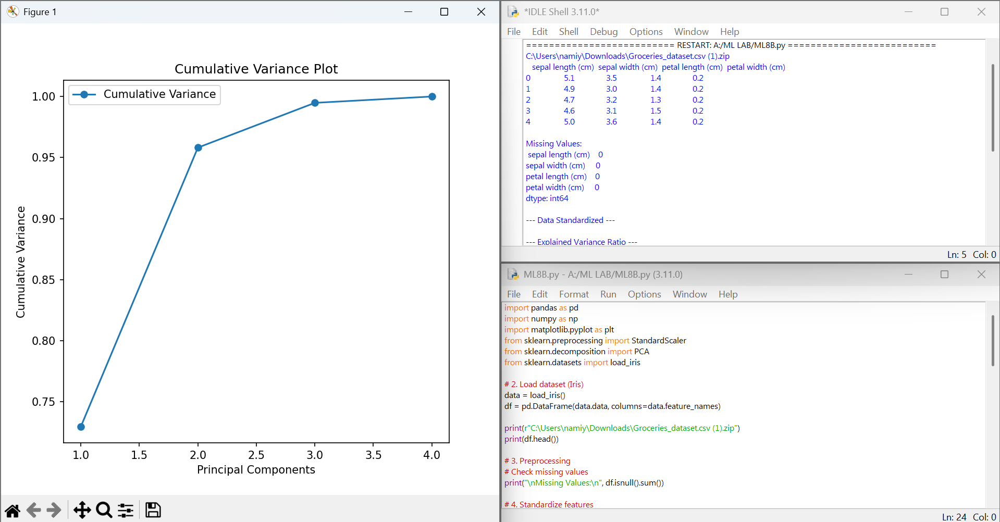 Figure 1
Cumulative Variance Plot
Cumulative Variance
1.00
0.95
0.90
0.85
0.80
0.75
Cumulative Variance
1.0 1.5 2.0 2.5 3.0 3.5 4.0
Principal Components
*IDLE Shell 3.11.0*
File Edit Shell Debug Options Window Help
========================== RESTART: A:/ML LAB/ML8B.py ==========================
C:\Users\namiy\Downloads\Groceries_dataset.csv (1).zip
sepal length (cm) sepal width (cm) petal length (cm) petal width (cm)
0 5.1 3.5 1.4 0.2
1 4.9 3.0 1.4 0.2
2 4.7 3.2 1.3 0.2
3 4.6 3.1 1.5 0.2
4 5.0 3.6 1.4 0.2
Missing Values:
sepal length (cm) 0
sepal width (cm) 0
petal length (cm) 0
petal width (cm) 0
dtype: int64
--- Data Standardized ---
--- Explained Variance Ratio ---
Ln: 5 Col: 0
ML8B.py - A:/ML LAB/ML8B.py (3.11.0)
File Edit Format Run Options Window Help
import pandas as pd
import numpy as np
import matplotlib.pyplot as plt
from sklearn.preprocessing import StandardScaler
from sklearn.decomposition import PCA
from sklearn.datasets import load_iris
# 2. Load dataset (Iris)
data = load_iris()
df = pd.DataFrame(data.data, columns=data.feature_names)
print(r"C:\Users\namiy\Downloads\Groceries_dataset.csv (1).zip")
print(df.head())
# 3. Preprocessing
# Check missing values
print("\nMissing Values:\n", df.isnull().sum())
# 4. Standardize features
Ln: 24 Col: 0